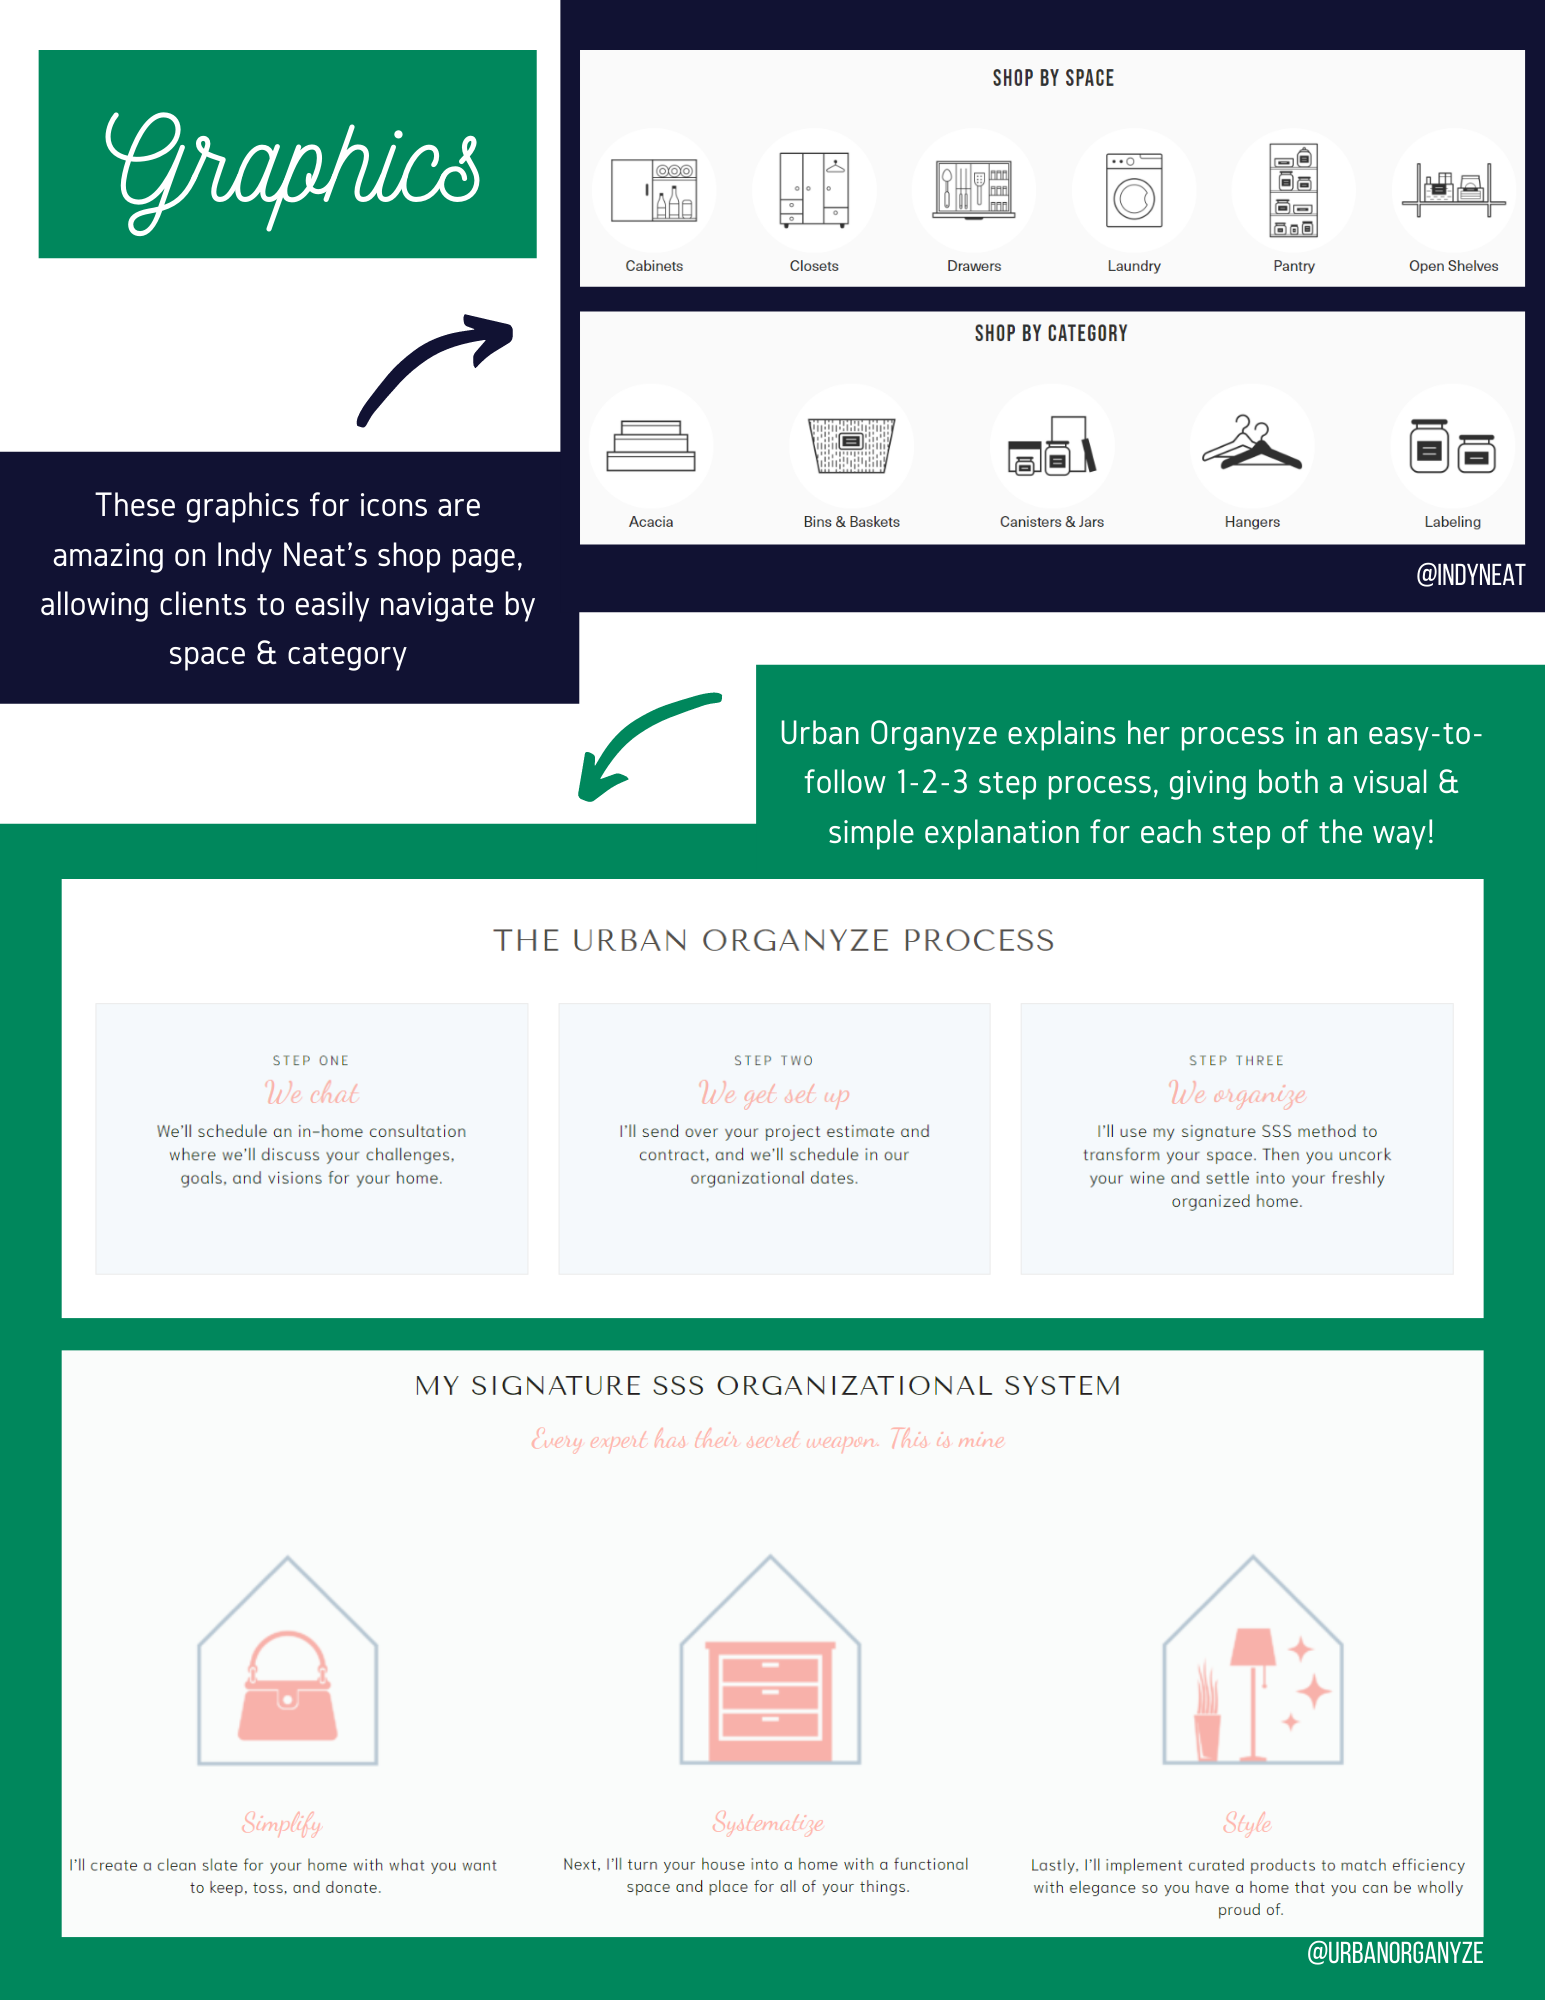 Graphics
SHOP BY SPACE
Cabinets
Closets
Drawers
Laundry
Pantry
Open Shelves
SHOP BY CATEGORY
Acacia
Bins & Baskets
Canisters & Jars
Hangers
Labeling
@INDYNEAT
These graphics for icons are
amazing on Indy Neat's shop page,
allowing clients to easily navigate by
space & category
Urban Organyze explains her process in an easy-to-
follow 1-2-3 step process, giving both a visual &
simple explanation for each step of the way!
THE URBAN ORGANYZE PROCESS
STEP ONE
We chat
We'll schedule an in-home consultation
where we'll discuss your challenges,
goals, and visions for your home.
STEP TWO
We get set up
I'll send over your project estimate and
contract, and we'll schedule in our
organizational dates.
STEP THREE
We organize
I'll use my signature SSS method to
transform your space. Then you uncork
your wine and settle into your freshly
organized home.
MY SIGNATURE SSS ORGANIZATIONAL SYSTEM
Every expert has their secret weapon. This is mine
Simplify
I'll create a clean slate for your home with what you want
to keep, toss, and donate.
Systematize
Next, I'll turn your house into a home with a functional
space and place for all of your things.
Style
Lastly, I'll implement curated products to match efficiency
with elegance so you have a home that you can be wholly
proud of.
@URBANORGANYZE